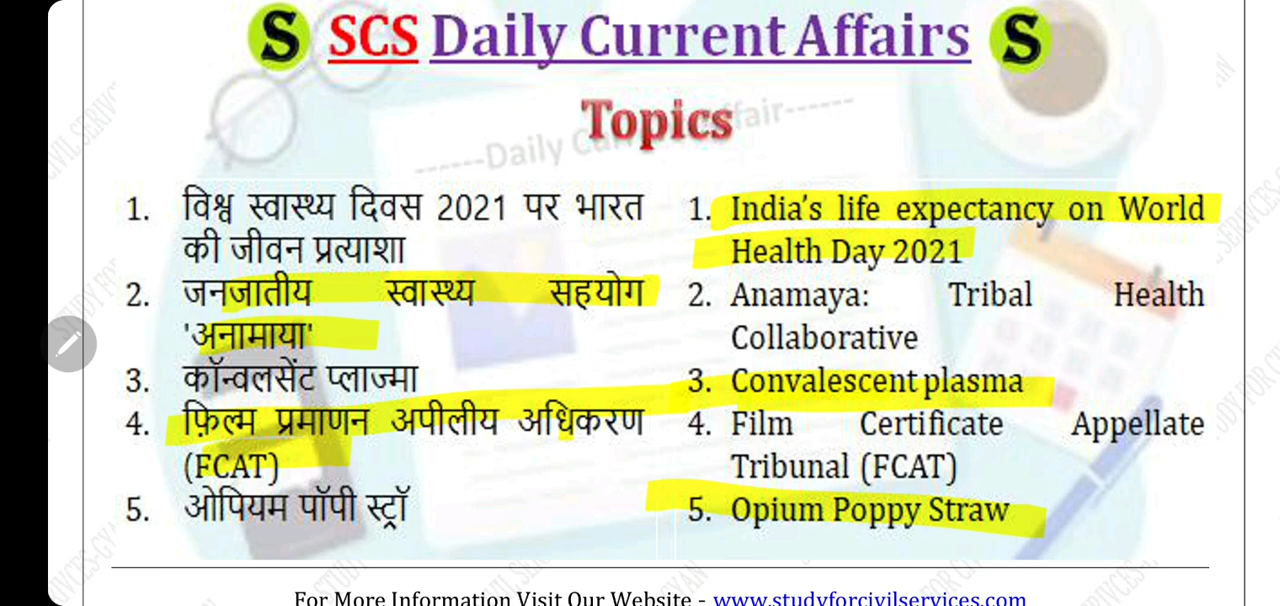 S SCS Daily Current Affairs S
Topics
------Daily Cu ffair------
1. विश्व स्वास्थ्य दिवस 2021 पर भारत
की जीवन प्रत्याशा
2. जनजातीय स्वास्थ्य सहयोग
'अनामाया'
3. कॉन्वलसेंट प्लाज्मा
4. फ़िल्म प्रमाणन अपीलीय अधिकरण
(FCAT)
5. ओपियम पॉपी स्ट्रॉ
1. India's life expectancy on World
Health Day 2021
2. Anamaya: Tribal Health
Collaborative
3. Convalescent plasma
4. Film Certificate Appellate
Tribunal (FCAT)
5. Opium Poppy Straw
For More Information Visit Our Website - www.studyforcivilservices.com